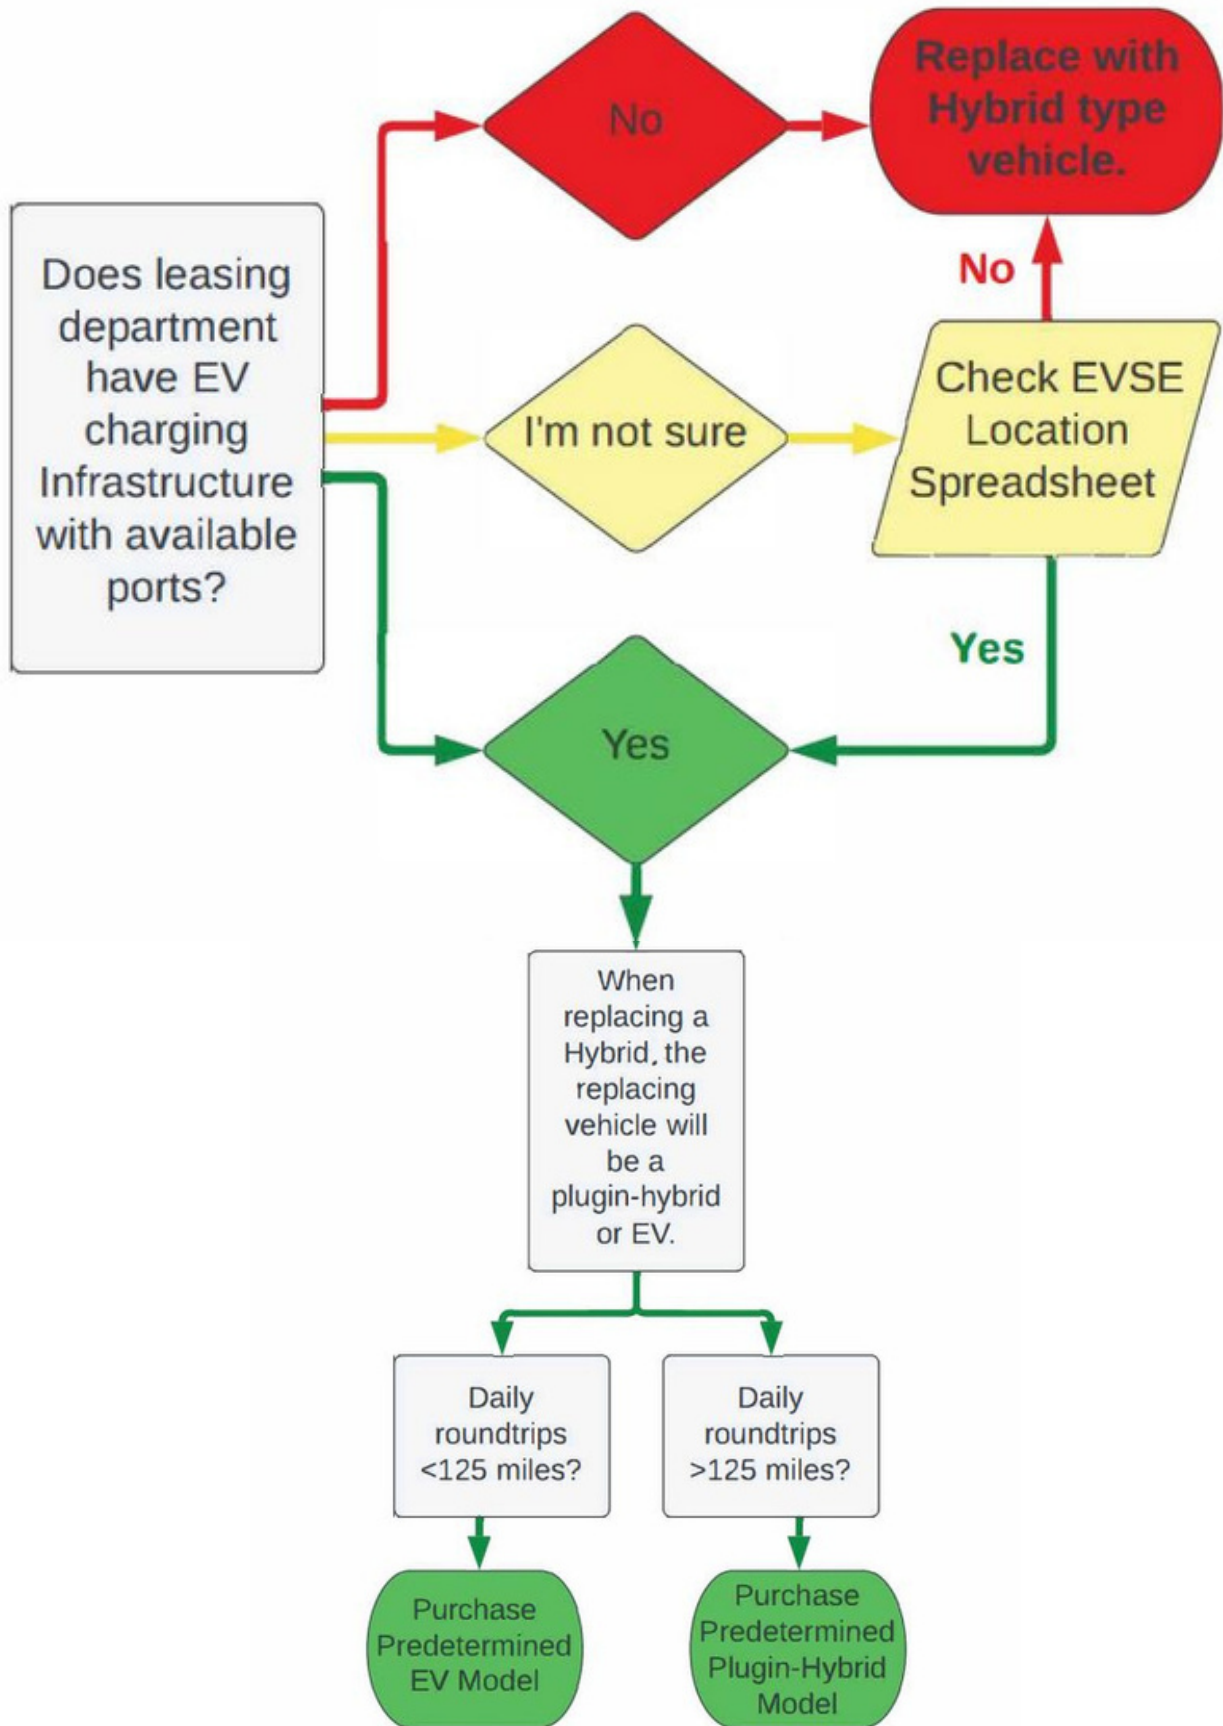 No
Replace with
Hybrid type
vehicle.
Does leasing
department
have EV
charging
Infrastructure
with available
ports?
No
I'm not sure
Check EVSE
Location
Spreadsheet
Yes
Yes
When
replacing a
Hybrid, the
replacing
vehicle will
be a
plugin-hybrid
or EV.
Daily
roundtrips
<125 miles?
Daily
roundtrips
>125 miles?
Purchase
Predetermined
EV Model
Purchase
Predetermined
Plugin-Hybrid
Model